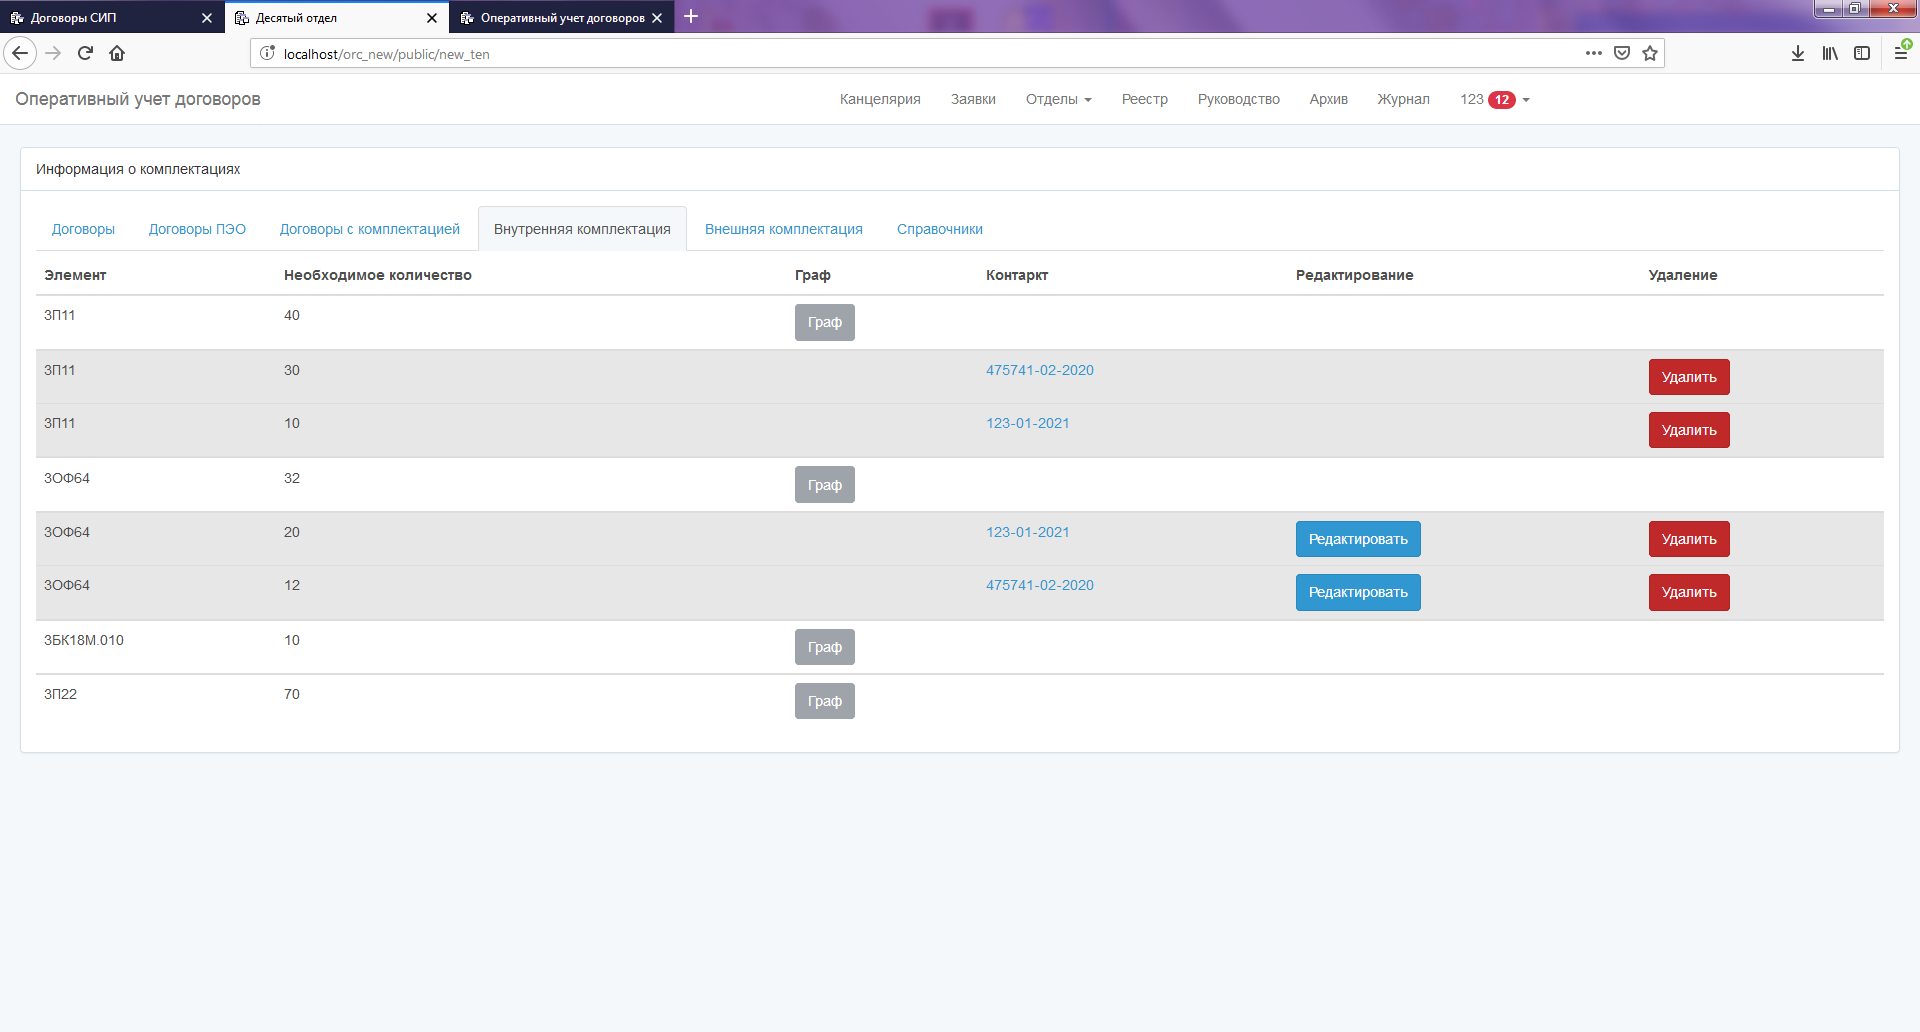 Договоры СИП
Десятый отдел
Оперативный учет договоров
localhost/orc_new/public/new_ten
Оперативный учет договоров
Канцелярия Заявки Отделы Реестр Руководство Архив Журнал 123 12
Информация о комплектациях
Договоры Договоры ПЭО Договоры с комплектацией Внутренняя комплектация Внешняя комплектация Справочники
Элемент Необходимое количество Граф Контаркт Редактирование Удаление
3П11 40 Граф
3П11 30 475741-02-2020 Удалить
3П11 10 123-01-2021 Удалить
3ОФ64 32 Граф
3ОФ64 20 123-01-2021 Редактировать Удалить
3ОФ64 12 475741-02-2020 Редактировать Удалить
3БК18М.010 10 Граф
3П22 70 Граф